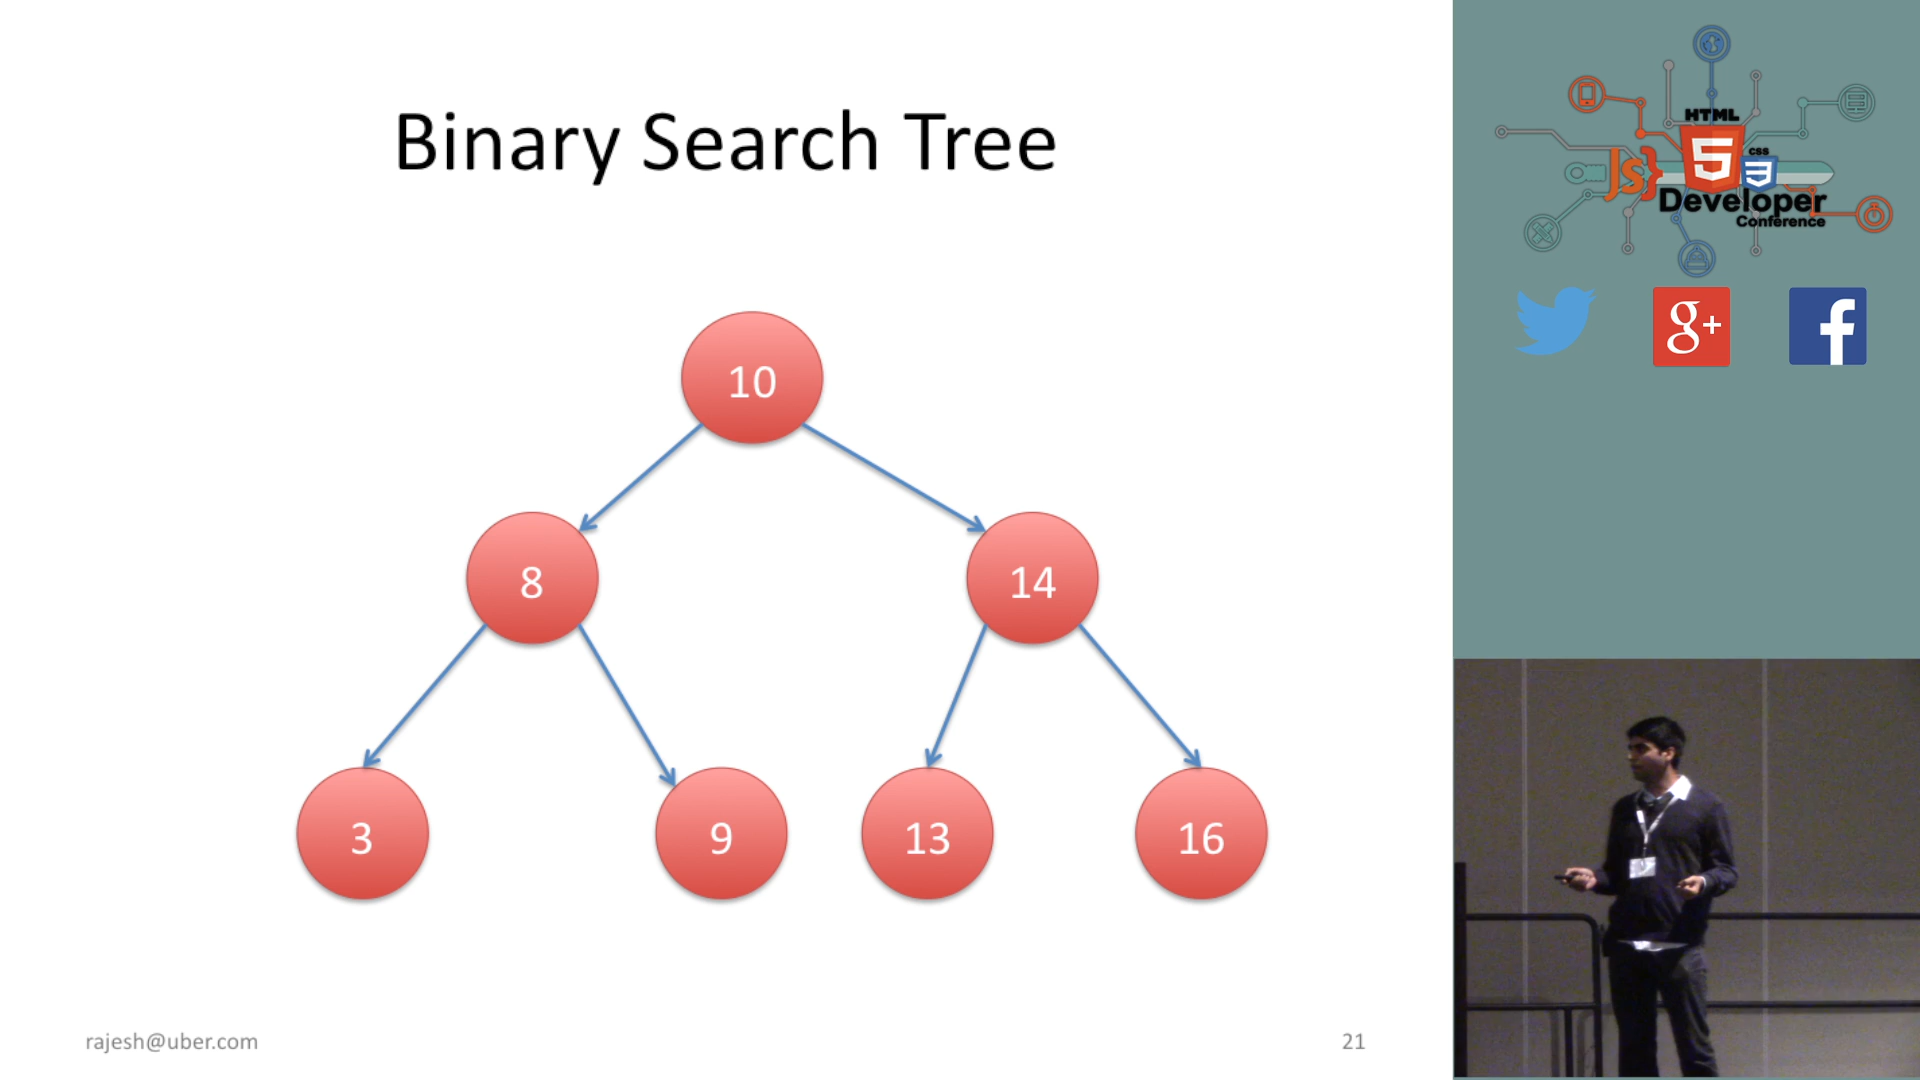 Binary Search Tree
10
8
14
3
9
13
16
rajesh@uber.com
21
HTML
5
CSS
3
JS}
Developer
Conference
g+
f